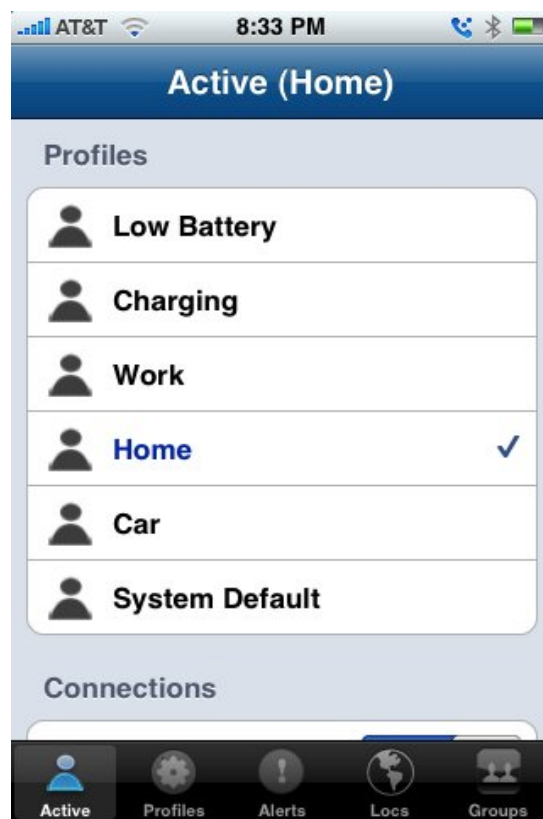 AT&T 8:33 PM
Active (Home)
Profiles
Low Battery
Charging
Work
Home
Car
System Default
Connections
Active Profiles Alerts Locs Groups